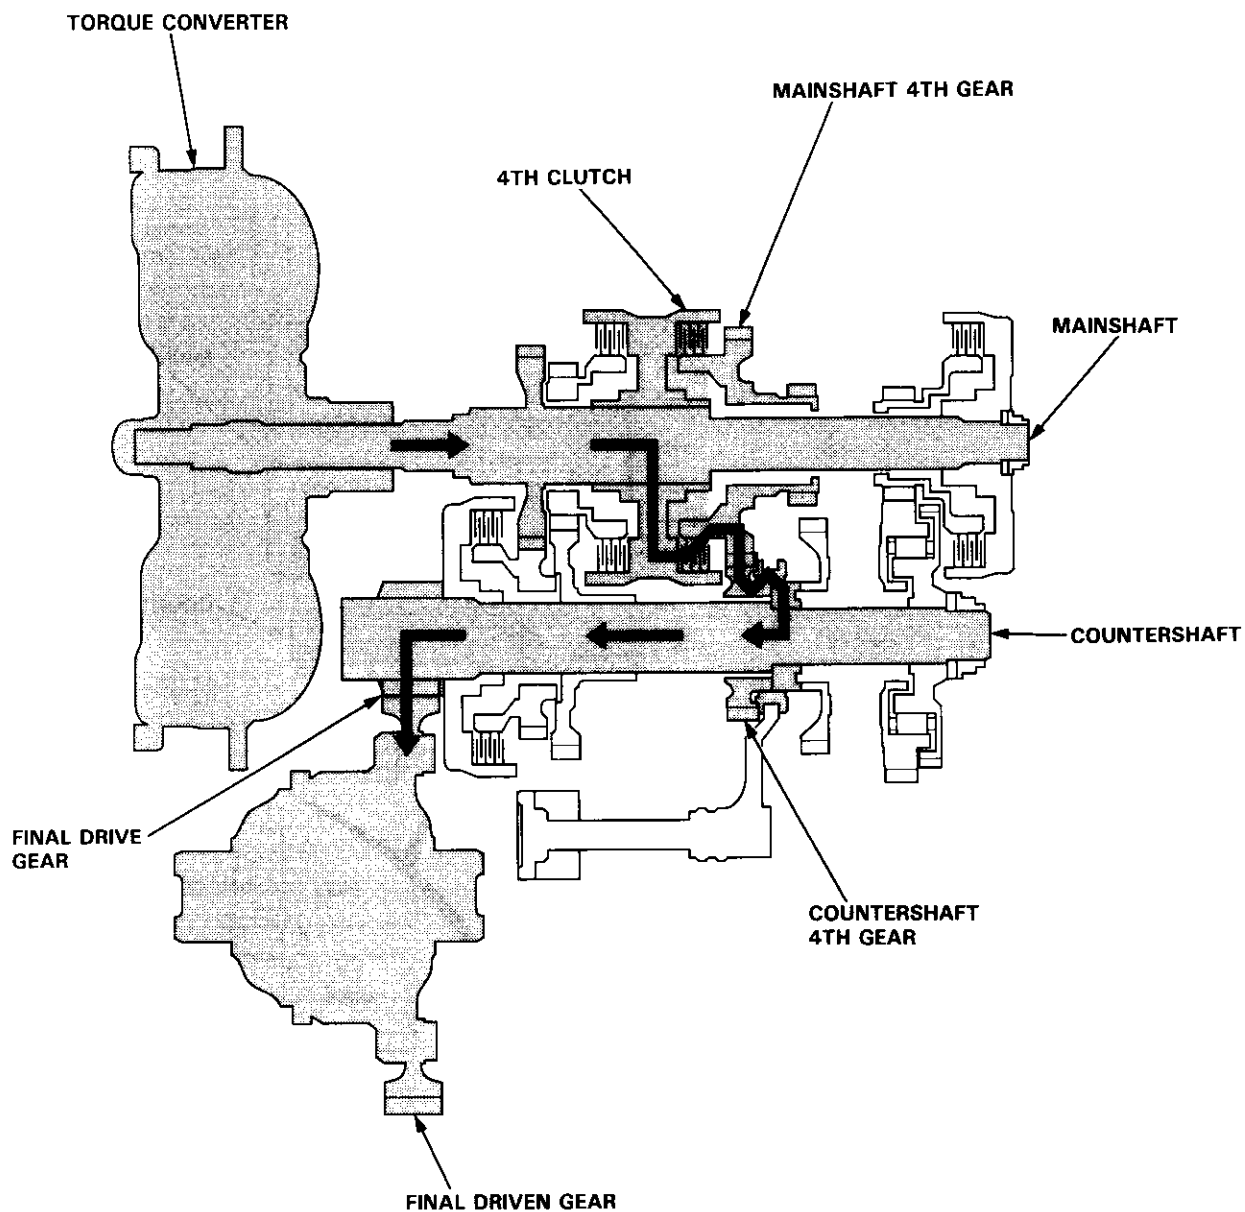 TORQUE CONVERTER
MAINSHAFT 4TH GEAR
4TH CLUTCH
MAINSHAFT
COUNTERSHAFT
FINAL DRIVE
GEAR
COUNTERSHAFT
4TH GEAR
FINAL DRIVEN GEAR